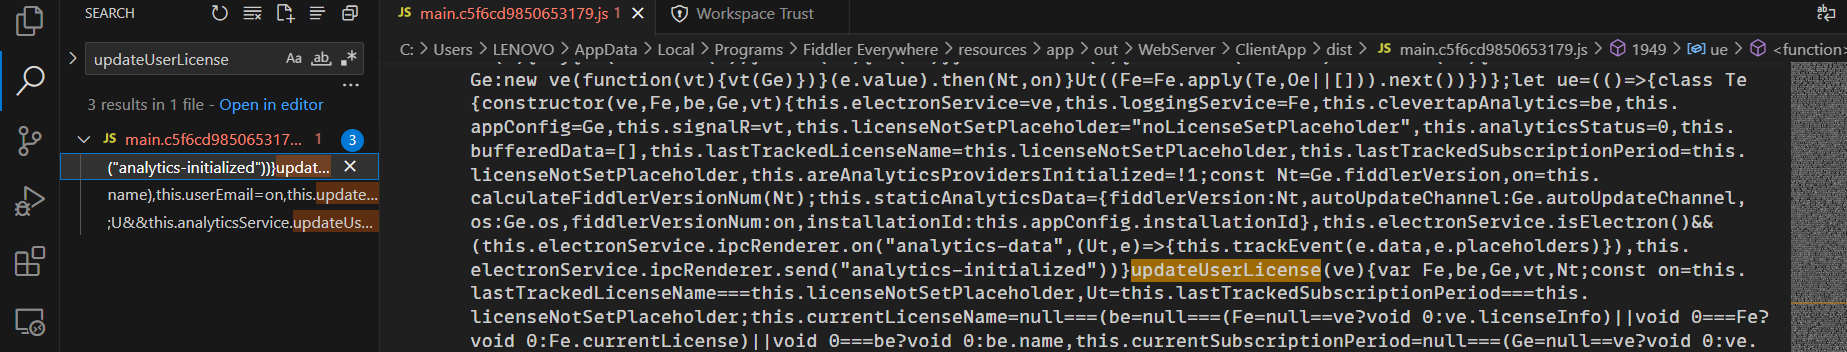 SEARCH
updateUserLicense
Aa
ab
3 results in 1 file - Open in editor
JS main.c5f6cd985065317... 1 3
("analytics-initialized"))}updat...
name),this.userEmail=on,this.update...
;U&&this.analyticsService.updateUs...
JS main.c5f6cd9850653179.js 1
Workspace Trust
C: > Users > LENOVO > AppData > Local > Programs > Fiddler Everywhere > resources > app > out > WebServer > ClientApp > dist > JS main.c5f6cd9850653179.js > 1949 > ue > <function>
Ge:new ve(function(vt){vt(Ge)})}(e.value).then(Nt,on)}Ut((Fe=Fe.apply(Te,Oe||[])).next())})};let ue=(()=>{class Te
{constructor(ve,Fe,be,Ge,vt){this.electronService=ve,this.loggingService=Fe,this.clevertapAnalytics=be,this.
appConfig=Ge,this.signalR=vt,this.licenseNotSetPlaceholder="noLicenseSetPlaceholder",this.analyticsStatus=0,this.
bufferedData=[],this.lastTrackedLicenseName=this.licenseNotSetPlaceholder,this.lastTrackedSubscriptionPeriod=this.
licenseNotSetPlaceholder,this.areAnalyticsProvidersInitialized=!1;const Nt=Ge.fiddlerVersion,on=this.
calculateFiddlerVersionNum(Nt);this.staticAnalyticsData={fiddlerVersion:Nt,autoUpdateChannel:Ge.autoUpdateChannel,
os:Ge.os,fiddlerVersionNum:on,installationId:this.appConfig.installationId},this.electronService.isElectron()&&
(this.electronService.ipcRenderer.on("analytics-data",(Ut,e)=>{this.trackEvent(e.data,e.placeholders)}),this.
electronService.ipcRenderer.send("analytics-initialized"))}updateUserLicense(ve){var Fe,be,Ge,vt,Nt;const on=this.
lastTrackedLicenseName===this.licenseNotSetPlaceholder,Ut=this.lastTrackedSubscriptionPeriod===this.
licenseNotSetPlaceholder;this.currentLicenseName=null===(be=null===(Fe=null==ve?void 0:ve.licenseInfo)||void 0===Fe?
void 0:Fe.currentLicense)||void 0===be?void 0:be.name,this.currentSubscriptionPeriod=null===(Ge=null==ve?void 0:ve.